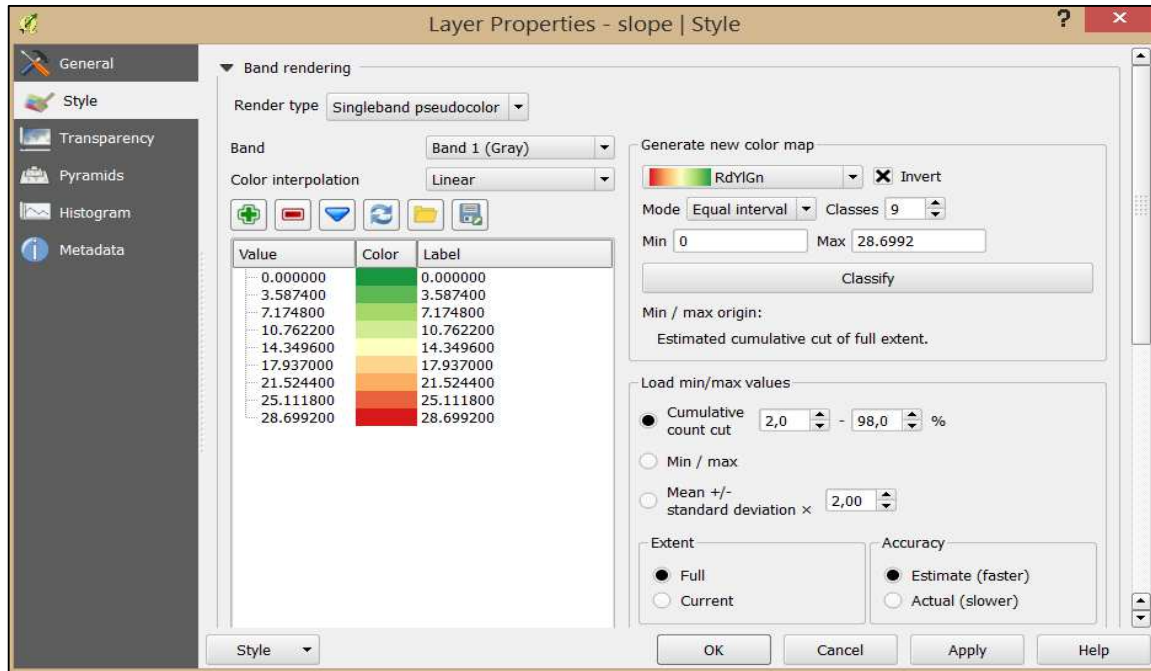 Layer Properties - slope | Style
?
General
Style
Transparency
Pyramids
Histogram
Metadata
Band rendering
Render type Singleband pseudocolor
Band Band 1 (Gray)
Color interpolation Linear
Value Color Label
0.000000 0.000000
3.587400 3.587400
7.174800 7.174800
10.762200 10.762200
14.349600 14.349600
17.937000 17.937000
21.524400 21.524400
25.111800 25.111800
28.699200 28.699200
Generate new color map
RdYlGn Invert
Mode Equal interval Classes 9
Min 0 Max 28.6992
Classify
Min / max origin:
Estimated cumulative cut of full extent.
Load min/max values
Cumulative
count cut 2,0 - 98,0 %
Min / max
Mean +/-
standard deviation × 2,00
Extent
Full
Current
Accuracy
Estimate (faster)
Actual (slower)
Style
OK Cancel Apply Help